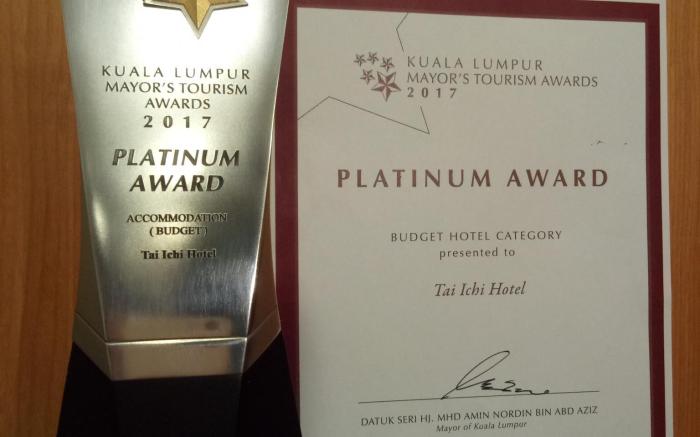 KUALA LUMPUR
MAYOR'S TOURISM
AWARDS
2017
PLATINUM
AWARD
ACCOMMODATION
( BUDGET )
Tai Ichi Hotel
KUALA LUMPUR
MAYOR'S TOURISM AWARDS
2017
PLATINUM AWARD
BUDGET HOTEL CATEGORY
presented to
Tai Ichi Hotel
DATUK SERI HJ. MHD AMIN NORDIN BIN ABD AZIZ
Mayor of Kuala Lumpur